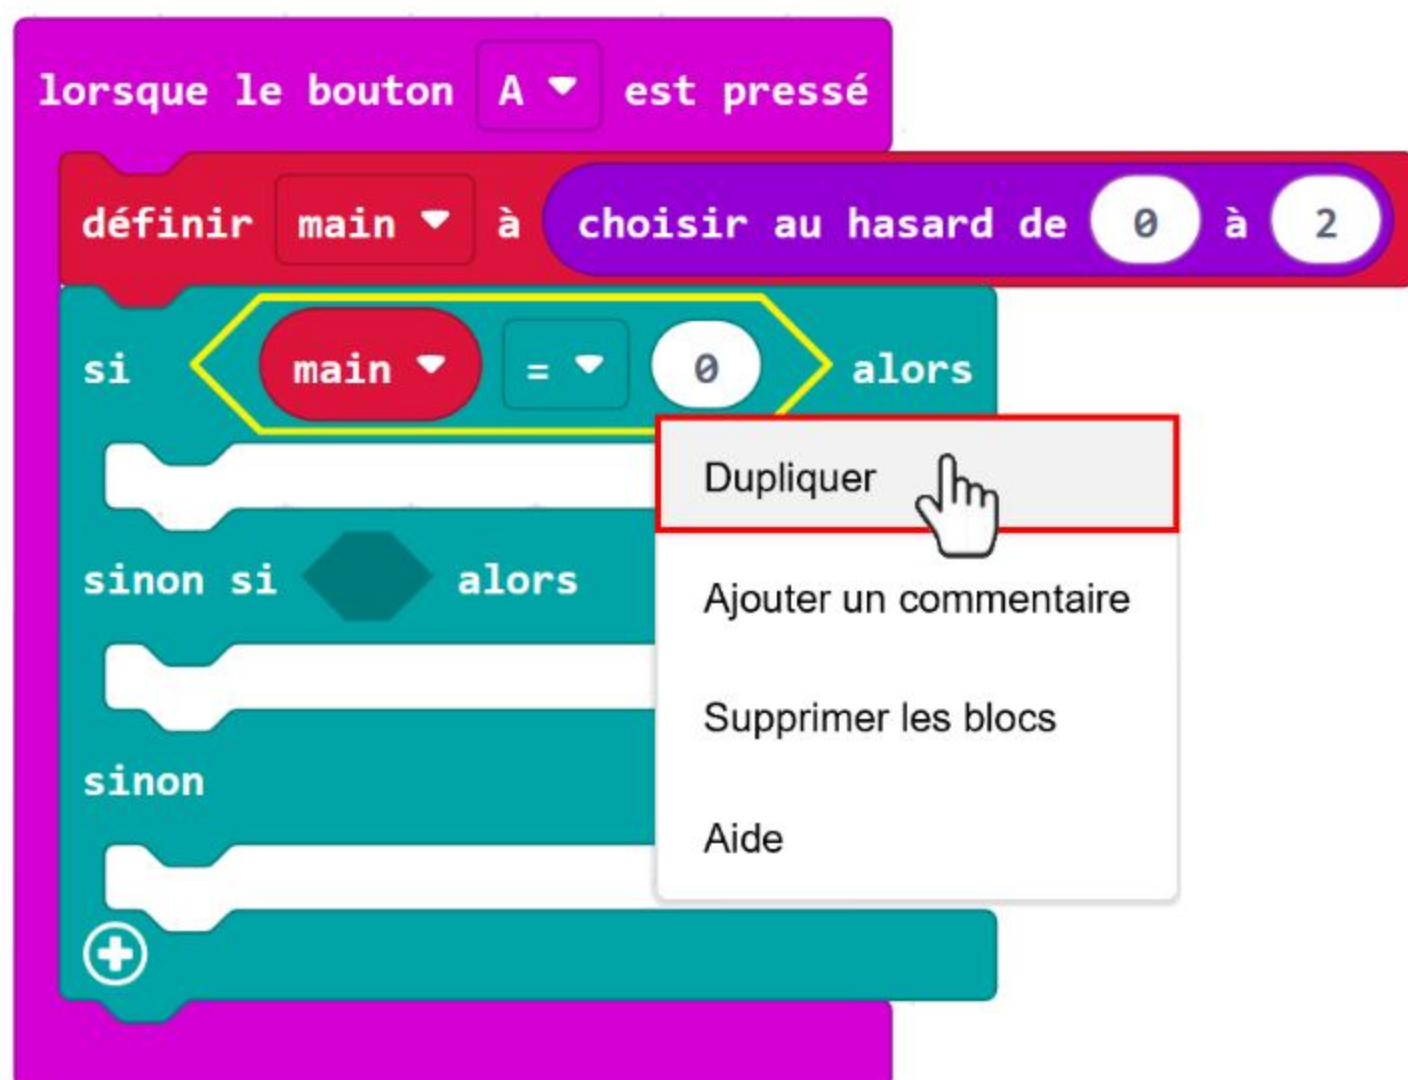 lorsque le bouton A est pressé
définir main à choisir au hasard de 0 à 2
si main = 0 alors
Dupliquer
sinon si alors
Ajouter un commentaire
Supprimer les blocs
sinon
Aide